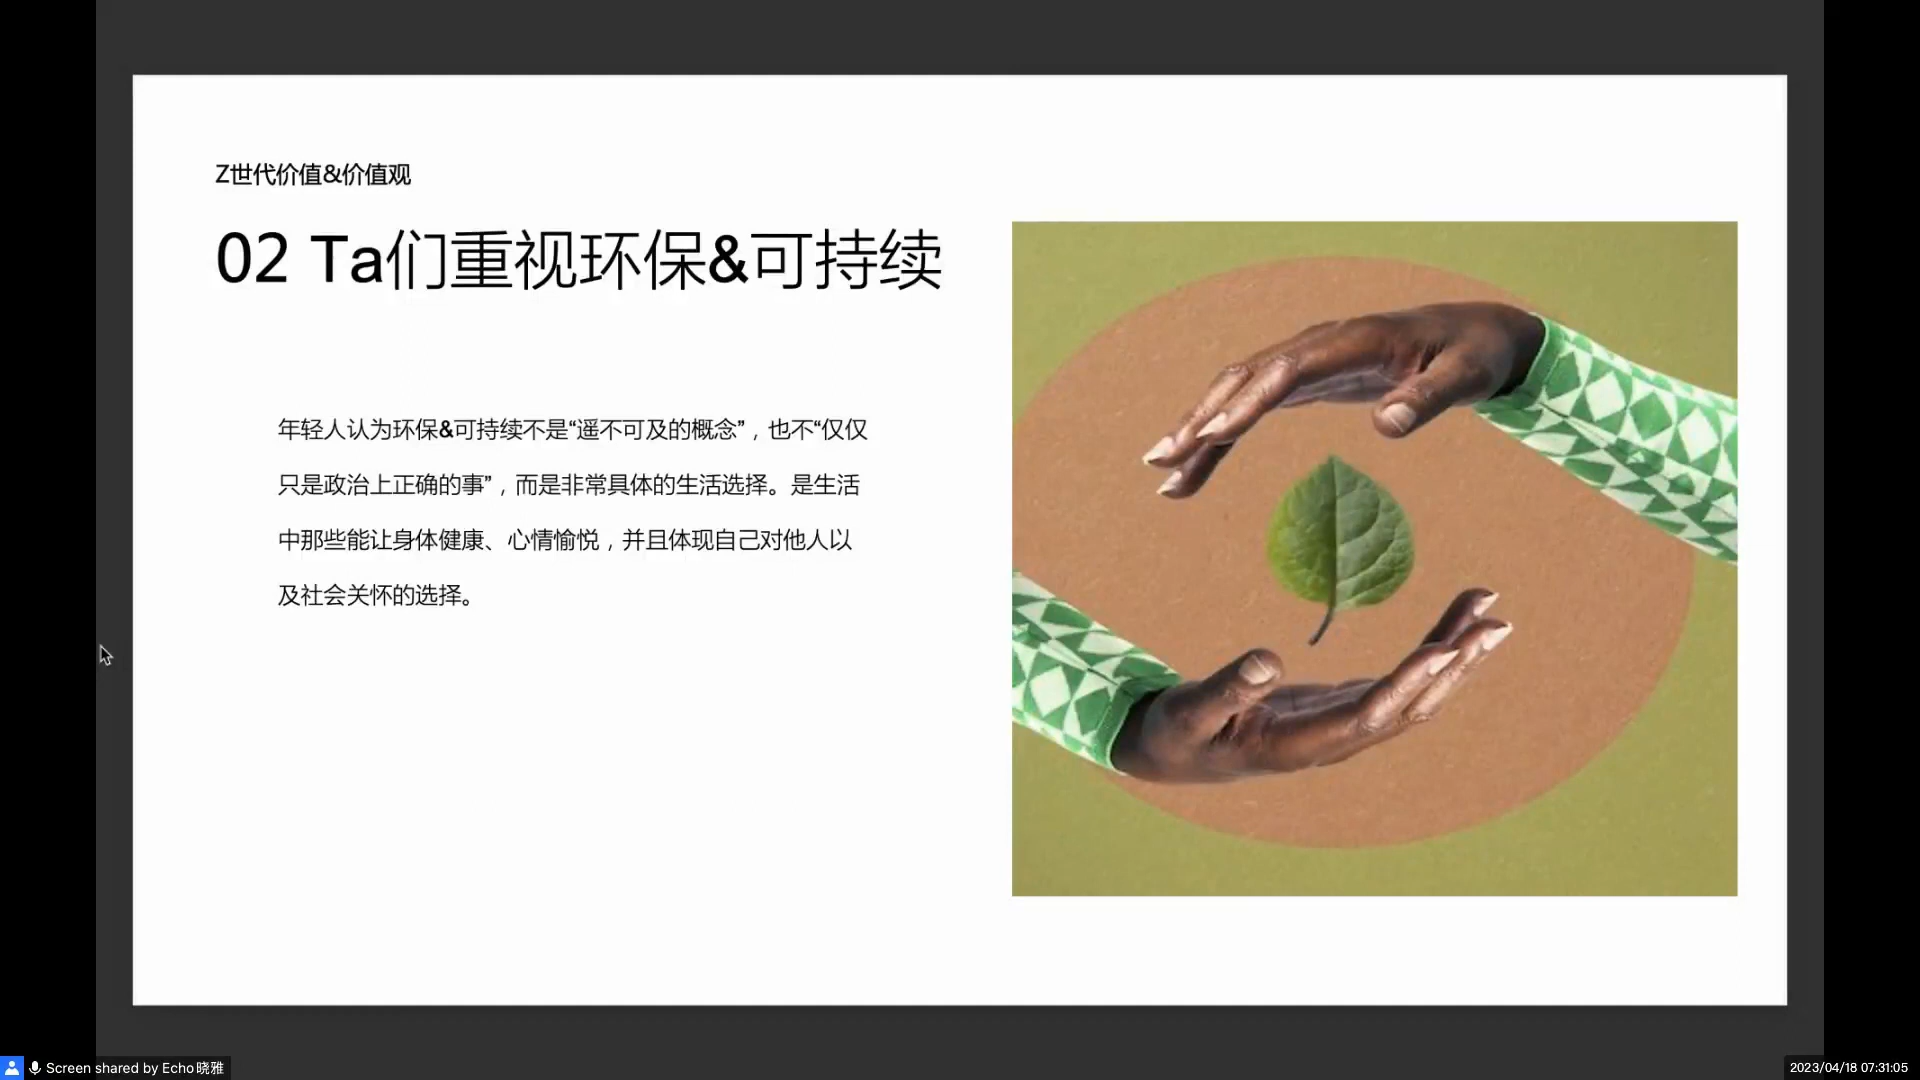 Z世代价值&价值观
02 Ta们重视环保&可持续
年轻人认为环保&可持续不是“遥不可及的概念”，也不“仅仅
只是政治上正确的事”，而是非常具体的生活选择。是生活
中那些能让身体健康、心情愉悦，并且体现自己对他人以
及社会关怀的选择。
Screen shared by Echo晓雅
2023/04/18 07:31:05